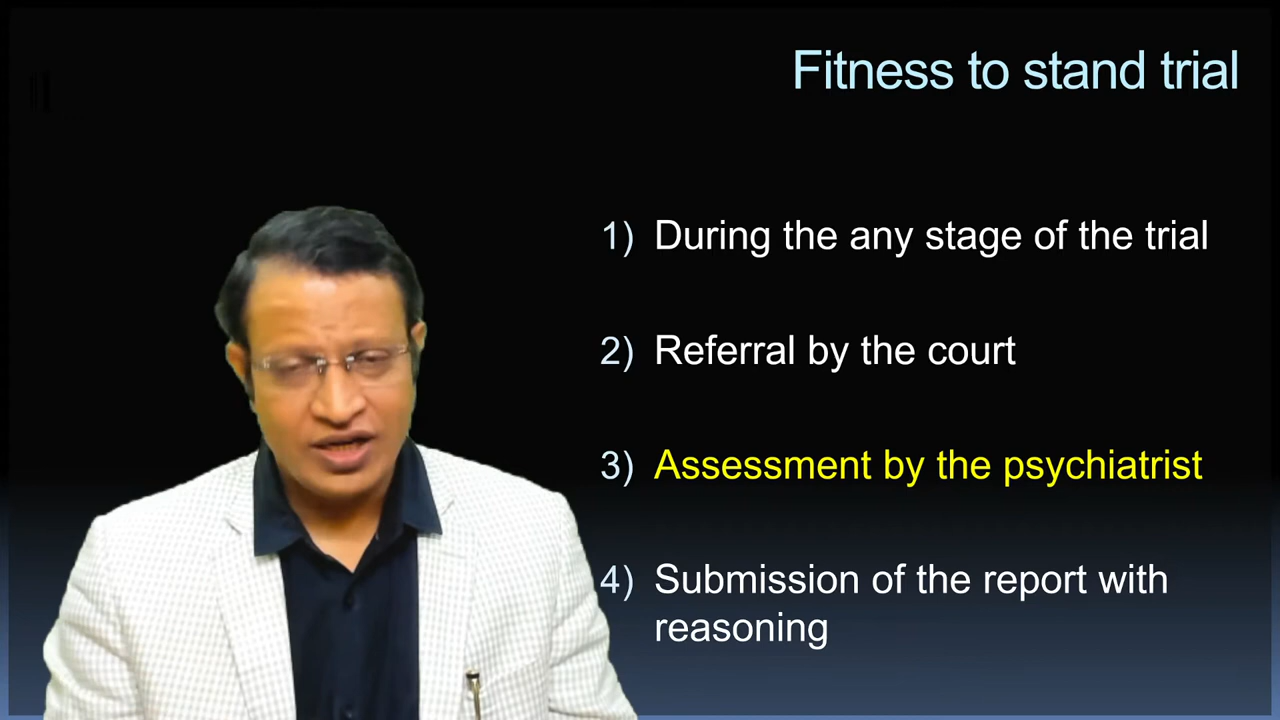 Fitness to stand trial
1) During the any stage of the trial
2) Referral by the court
3) Assessment by the psychiatrist
4) Submission of the report with
reasoning